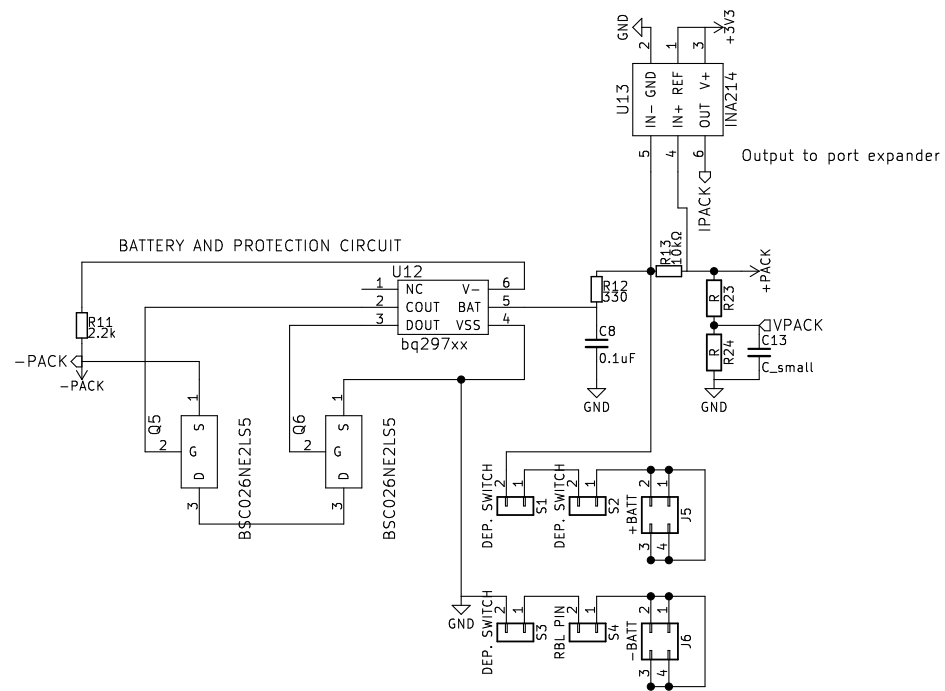 GND
+3V3
2
1
3
U13
GND
REF
V+
IN-
IN+
OUT
INA214
5
4
6
Output to port expander
IPACK
BATTERY AND PROTECTION CIRCUIT
U12
1
NC
V-
6
2
COUT
BAT
5
3
DOUT
VSS
4
bq297xx
R11
2.2k
-PACK
-PACK
R12
330
R13
10kΩ
+PACK
R
R23
VPACK
R
R24
C13
C_small
GND
C8
0.1uF
GND
Q5
1
S
2
G
D
3
BSC026NE2LS5
Q6
1
S
2
G
D
3
BSC026NE2LS5
DEP. SWITCH
2
1
S1
DEP. SWITCH
2
1
S2
+BATT
2
1
3
4
J5
GND
DEP. SWITCH
2
1
S3
RBL PIN
2
1
S4
-BATT
2
1
3
4
J6